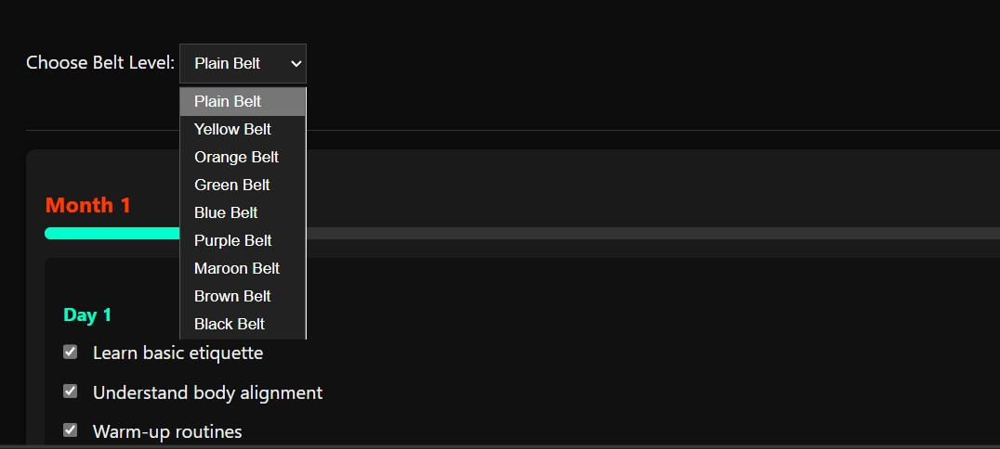 Choose Belt Level: Plain Belt
Plain Belt
Yellow Belt
Orange Belt
Green Belt
Blue Belt
Purple Belt
Maroon Belt
Brown Belt
Black Belt
Month 1
Day 1
Learn basic etiquette
Understand body alignment
Warm-up routines